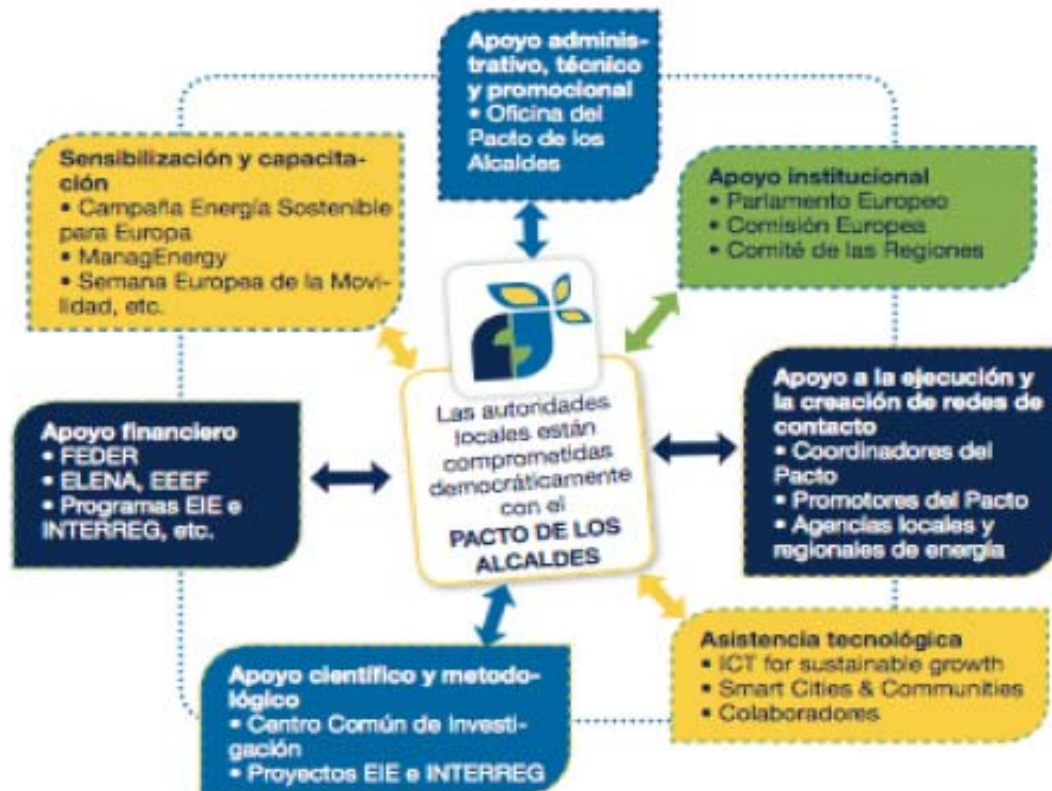 Apoyo adminis-
trativo, técnico
y promocional
• Oficina del
Pacto de los
Alcaldes
Sensibilización y capacita-
ción
• Campaña Energía Sostenible
para Europa
• ManagEnergy
• Semana Europea de la Movi-
lidad, etc.
Apoyo institucional
• Parlamento Europeo
• Comisión Europea
• Comité de las Regiones
Apoyo financiero
• FEDER
• ELENA, EEEF
• Programas EIE e
INTERREG, etc.
Las autoridades
locales están
comprometidas
democráticamente
con el
PACTO DE LOS
ALCALDES
Apoyo a la ejecución y
la creación de redes de
contacto
• Coordinadores del
Pacto
• Promotores del Pacto
• Agencias locales y
regionales de energía
Apoyo científico y metodo-
lógico
• Centro Común de Investi-
gación
• Proyectos EIE e INTERREG
Asistencia tecnológica
• ICT for sustainable growth
• Smart Cities & Communities
• Colaboradores